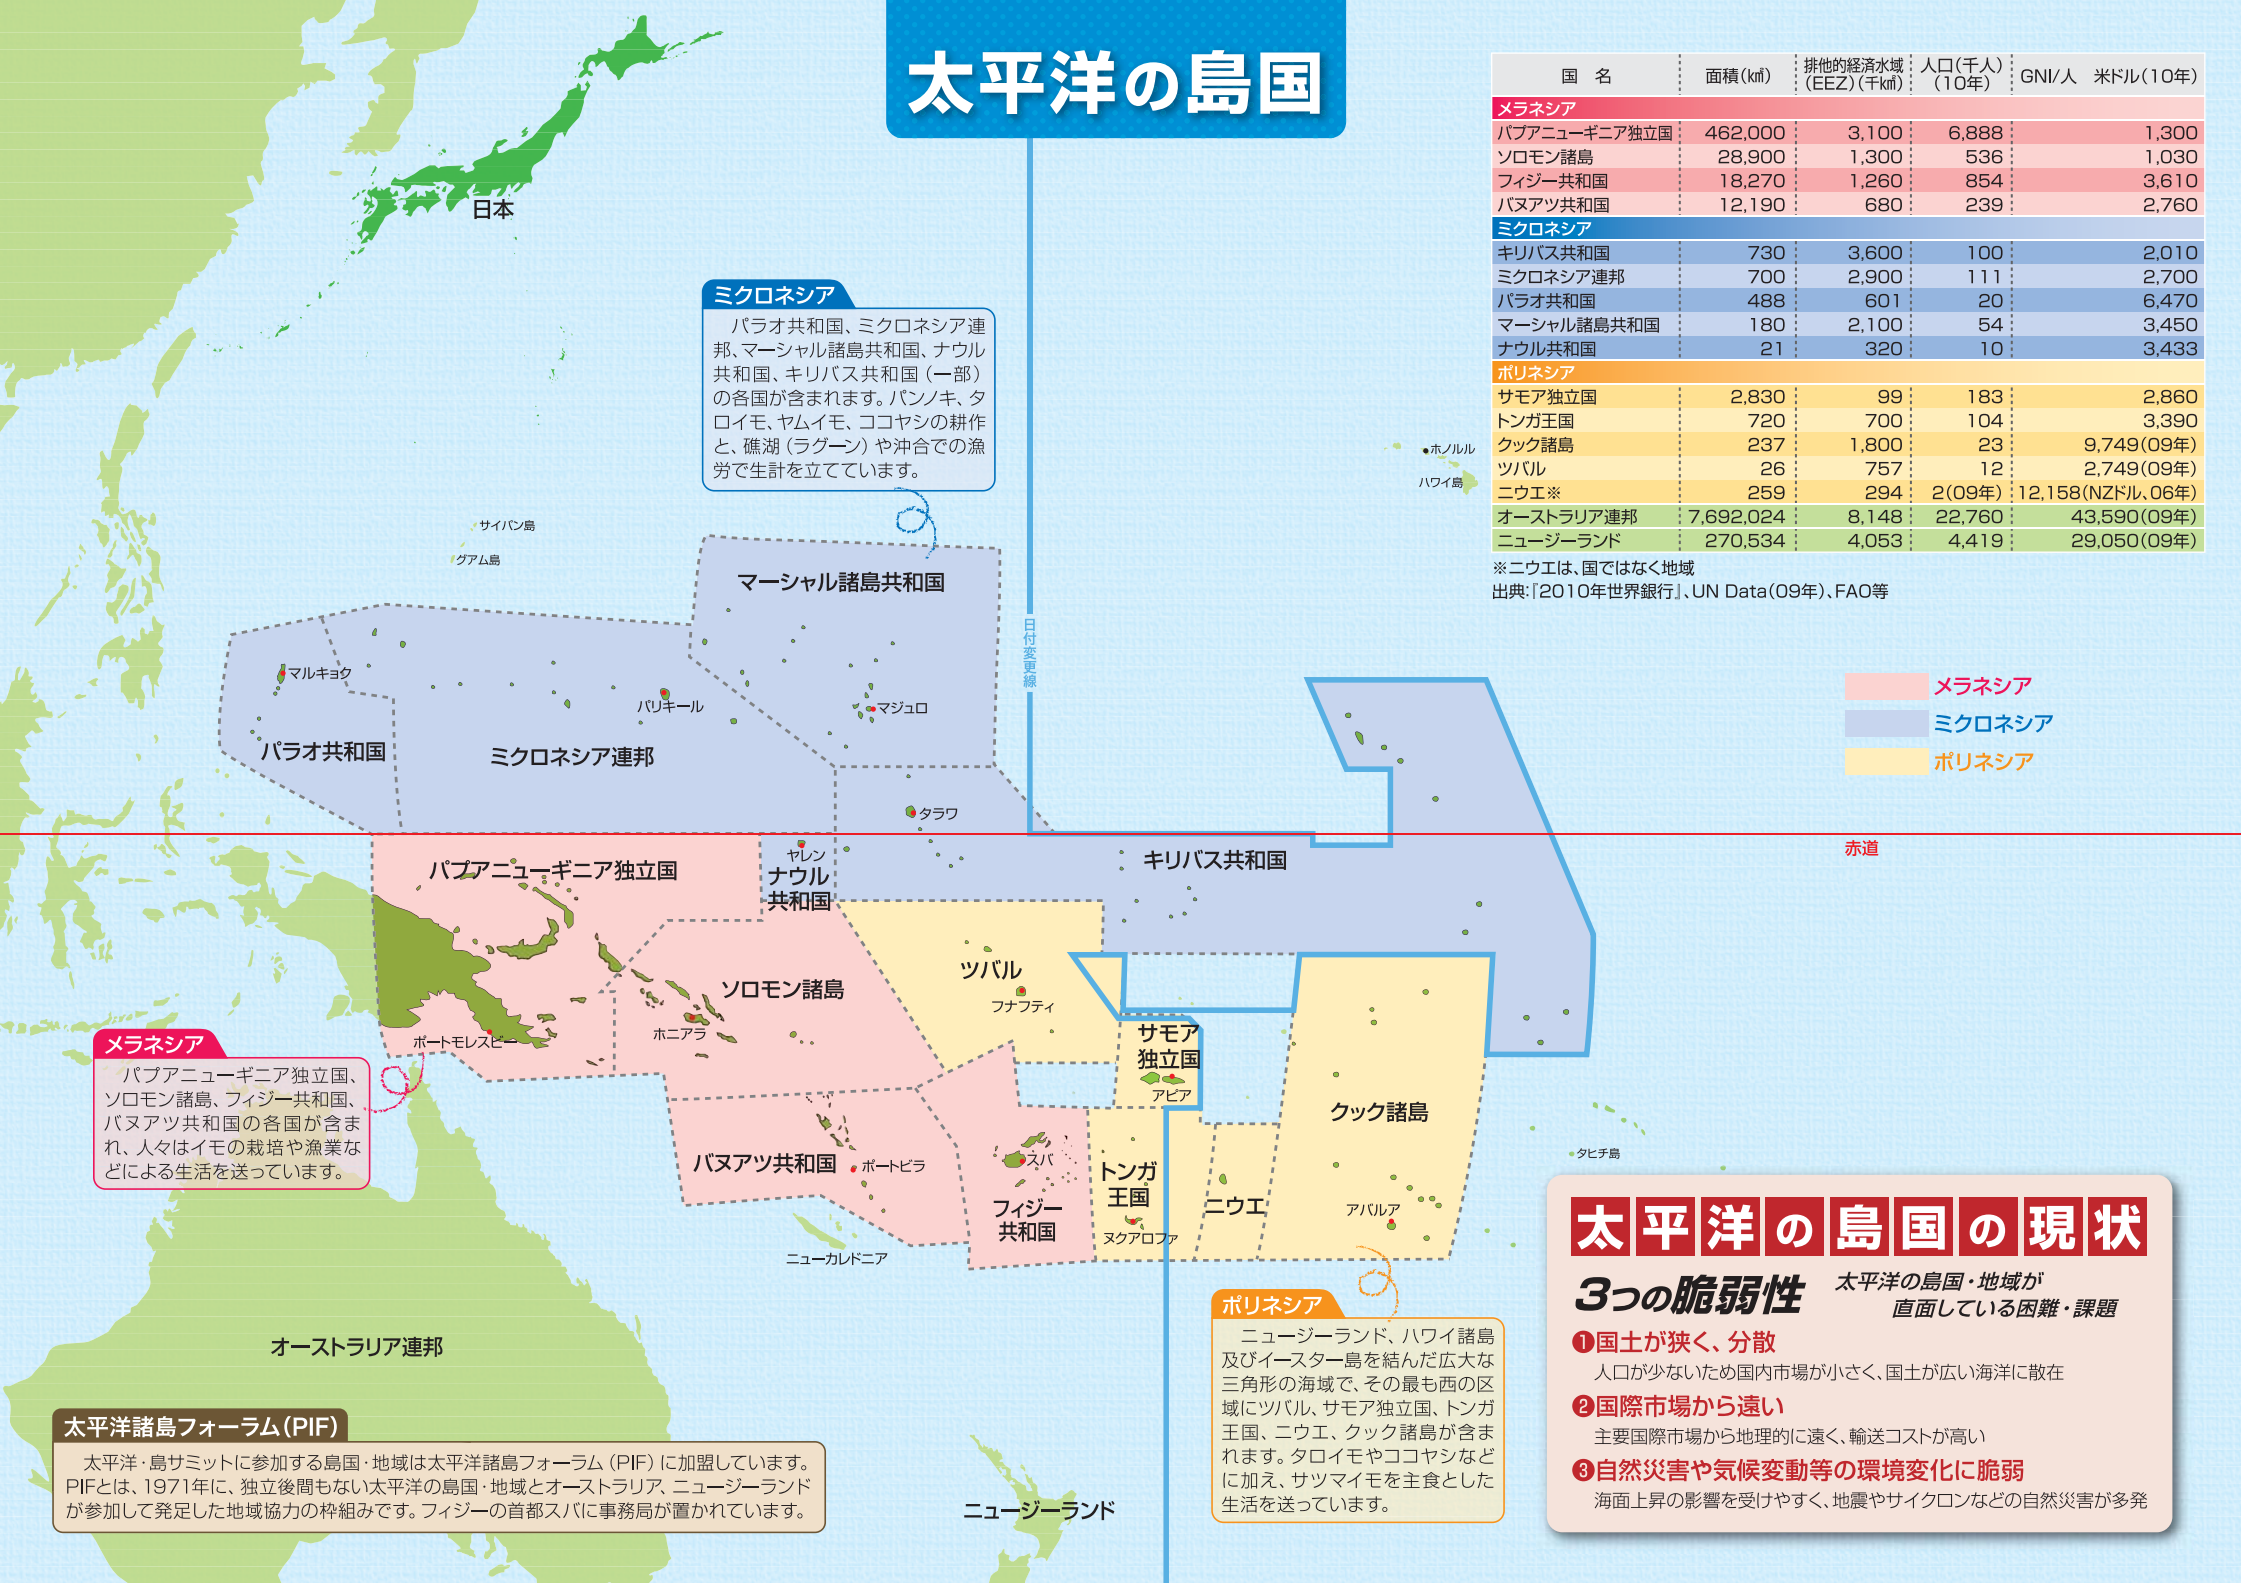 太平洋の島国
国　名　面積(㎢)　排他的経済水域(EEZ)(千㎢)　人口(千人)(10年)　GNI/人　米ドル(10年)
メラネシア
パプアニューギニア独立国　462,000　3,100　6,888　1,300
ソロモン諸島　28,900　1,300　536　1,030
フィジー共和国　18,270　1,260　854　3,610
バヌアツ共和国　12,190　680　239　2,760
ミクロネシア
キリバス共和国　730　3,600　100　2,010
ミクロネシア連邦　700　2,900　111　2,700
パラオ共和国　488　601　20　6,470
マーシャル諸島共和国　180　2,100　54　3,450
ナウル共和国　21　320　10　3,433
ポリネシア
サモア独立国　2,830　99　183　2,860
トンガ王国　720　700　104　3,390
クック諸島　237　1,800　23　9,749(09年)
ツバル　26　757　12　2,749(09年)
ニウエ※　259　294　2(09年)　12,158(NZドル、06年)
オーストラリア連邦　7,692,024　8,148　22,760　43,590(09年)
ニュージーランド　270,534　4,053　4,419　29,050(09年)
※ニウエは、国ではなく地域
出典:『2010年世界銀行』、UN Data(09年)、FAO等
日本
ミクロネシア
パラオ共和国、ミクロネシア連
邦、マーシャル諸島共和国、ナウル
共和国、キリバス共和国(一部)
の各国が含まれます。パンノキ、タ
ロイモ、ヤムイモ、ココヤシの耕作
と、礁湖(ラグーン)や沖合での漁
労で生計を立てています。
ホノルル
ハワイ島
サイパン島
グアム島
マーシャル諸島共和国
日付変更線
マルキョク
パリキール
マジュロ
パラオ共和国
ミクロネシア連邦
メラネシア
ミクロネシア
ポリネシア
タラワ
赤道
パプアニューギニア独立国
ヤレン
ナウル
共和国
キリバス共和国
ツバル
フナフティ
ソロモン諸島
ホニアラ
ポートモレスビー
サモア
独立国
アピア
クック諸島
メラネシア
パプアニューギニア独立国、
ソロモン諸島、フィジー共和国、
バヌアツ共和国の各国が含ま
れ、人々はイモの栽培や漁業な
どによる生活を送っています。
バヌアツ共和国
ポートビラ
スバ
フィジー
共和国
トンガ
王国
ヌクアロファ
ニウエ
アバルア
タヒチ島
ニューカレドニア
オーストラリア連邦
ニュージーランド
ポリネシア
ニュージーランド、ハワイ諸島
及びイースター島を結んだ広大な
三角形の海域で、その最も西の区
域にツバル、サモア独立国、トンガ
王国、ニウエ、クック諸島が含ま
れます。タロイモやココヤシなど
に加え、サツマイモを主食とした
生活を送っています。
太平洋諸島フォーラム(PIF)
太平洋・島サミットに参加する島国・地域は太平洋諸島フォーラム(PIF)に加盟しています。
PIFとは、1971年に、独立後間もない太平洋の島国・地域とオーストラリア、ニュージーランド
が参加して発足した地域協力の枠組みです。フィジーの首都スバに事務局が置かれています。
太平洋の島国の現状
3つの脆弱性
太平洋の島国・地域が
直面している困難・課題
❶国土が狭く、分散
人口が少ないため国内市場が小さく、国土が広い海洋に散在
❷国際市場から遠い
主要国際市場から地理的に遠く、輸送コストが高い
❸自然災害や気候変動等の環境変化に脆弱
海面上昇の影響を受けやすく、地震やサイクロンなどの自然災害が多発